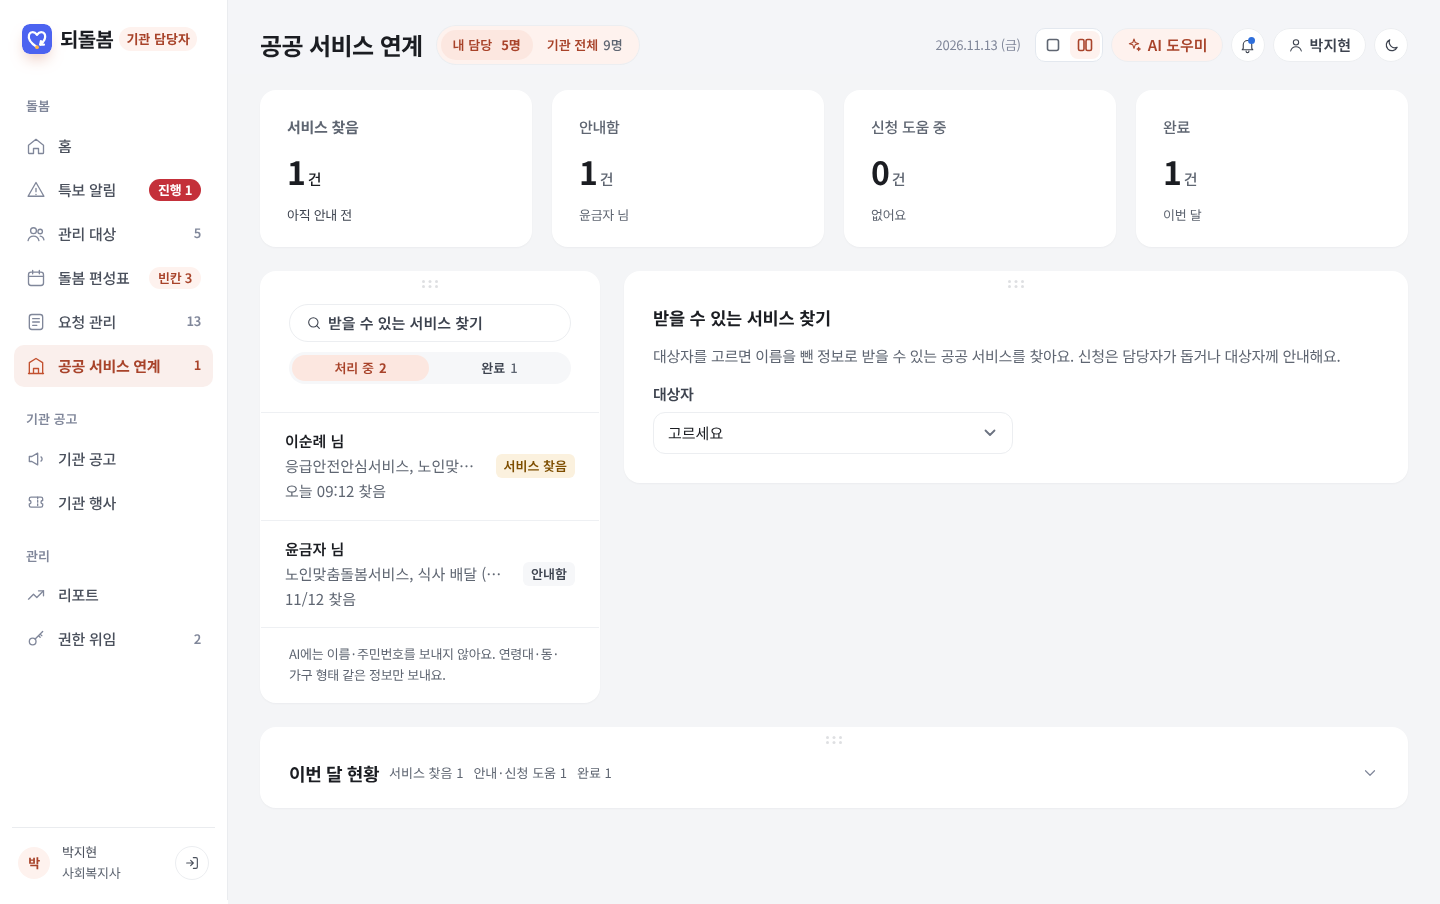 되돌봄 기관 담당자
돌봄
홈
특보 알림 진행 1
관리 대상 5
돌봄 편성표 빈칸 3
요청 관리 13
공공 서비스 연계 1
기관 공고
기관 공고
기관 행사
관리
리포트
권한 위임 2
박 박지현
사회복지사
공공 서비스 연계 내 담당 5명 기관 전체 9명 2026.11.13 (금) AI 도우미 박지현
서비스 찾음
1건
아직 안내 전
안내함
1건
윤금자 님
신청 도움 중
0건
없어요
완료
1건
이번 달
받을 수 있는 서비스 찾기
처리 중 2 완료 1
이순례 님
응급안전안심서비스, 노인맞… 서비스 찾음
오늘 09:12 찾음
윤금자 님
노인맞춤돌봄서비스, 식사 배달 (… 안내함
11/12 찾음
AI에는 이름·주민번호를 보내지 않아요. 연령대·동·
가구 형태 같은 정보만 보내요.
받을 수 있는 서비스 찾기
대상자를 고르면 이름을 뺀 정보로 받을 수 있는 공공 서비스를 찾아요. 신청은 담당자가 돕거나 대상자께 안내해요.
대상자
고르세요
이번 달 현황 서비스 찾음 1 안내·신청 도움 1 완료 1